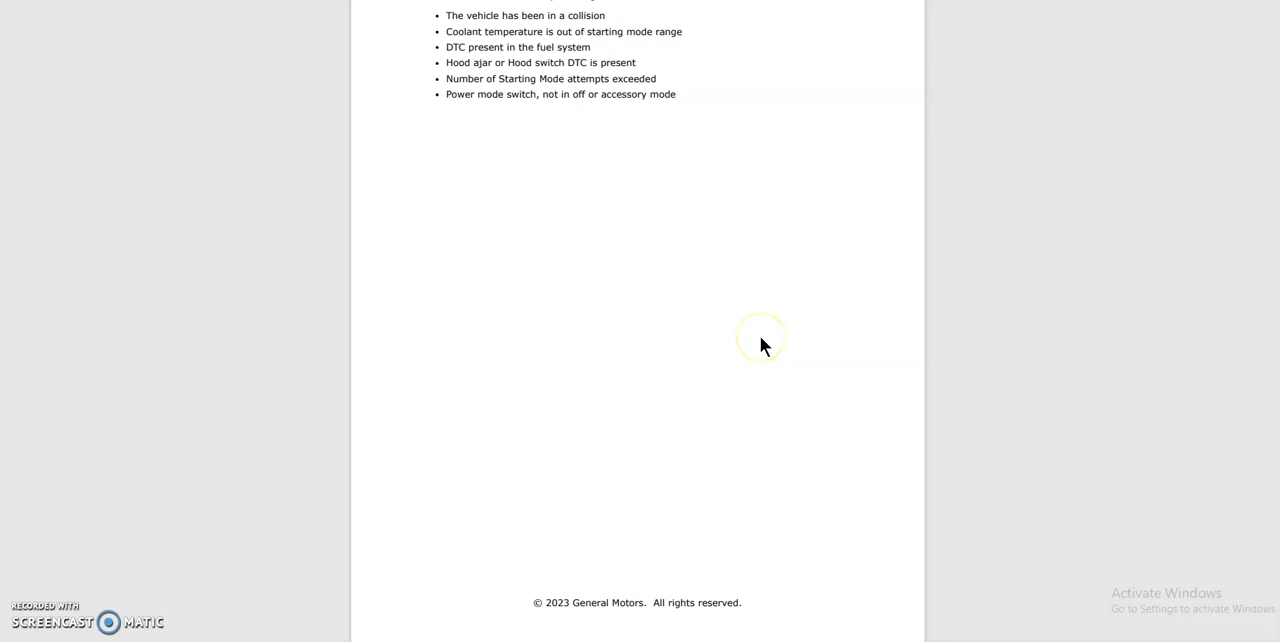 • The vehicle has been in a collision
• Coolant temperature is out of starting mode range
• DTC present in the fuel system
• Hood ajar or Hood switch DTC is present
• Number of Starting Mode attempts exceeded
• Power mode switch, not in off or accessory mode
© 2023 General Motors. All rights reserved.
Activate Windows
Go to Settings to activate Windows.
RECORDED WITH
SCREENCAST MATIC